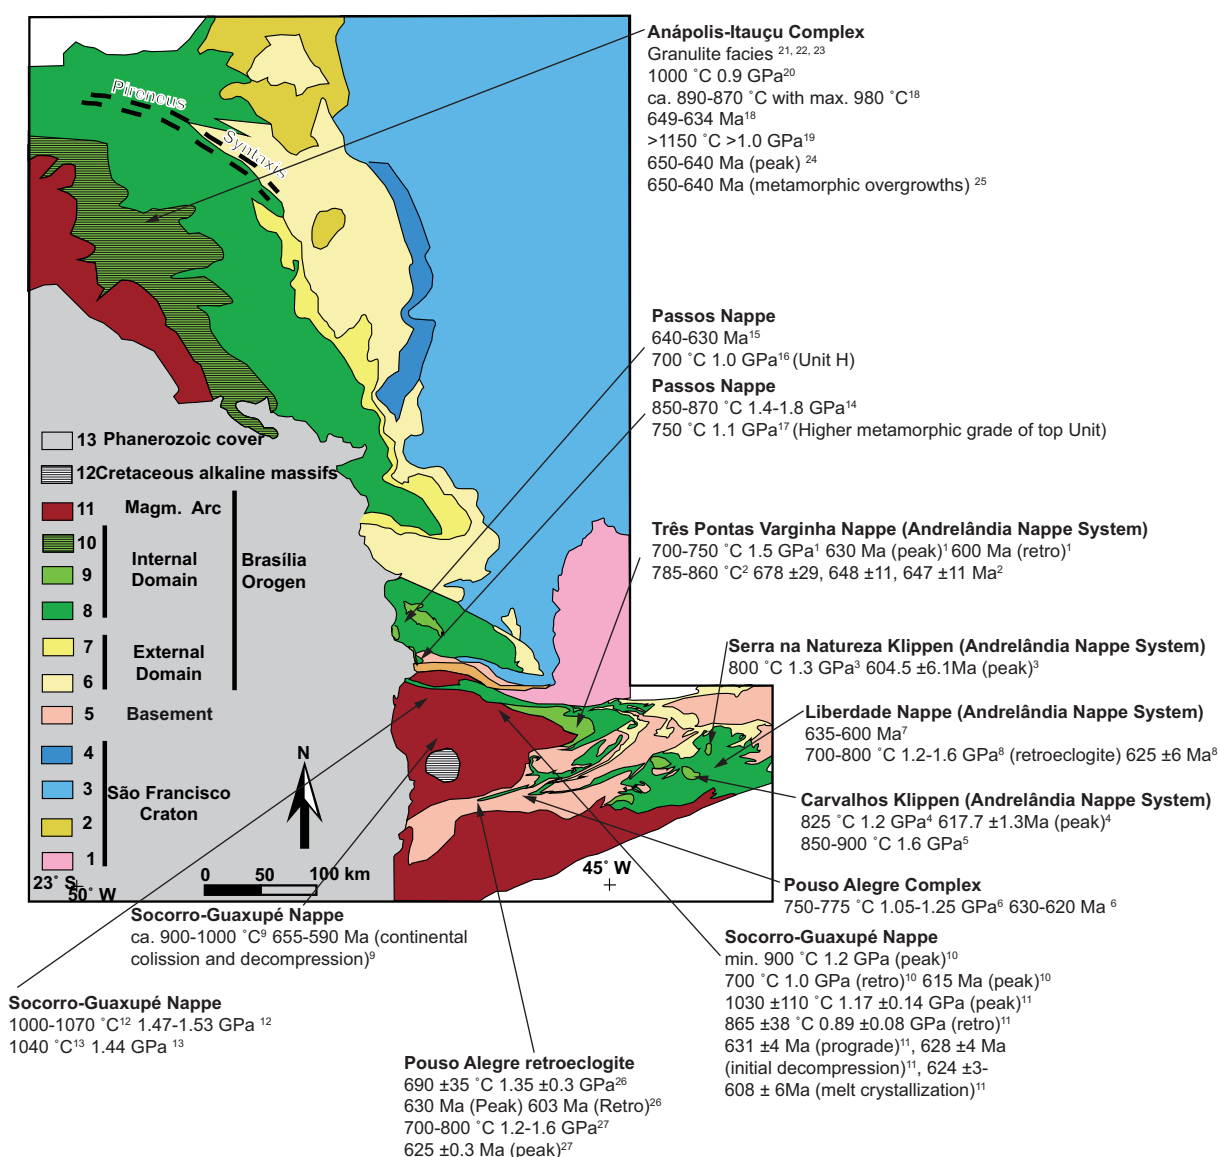 Anápolis-Itauçu Complex
Granulite facies 21, 22, 23
1000 ˚C 0.9 GPa20
ca. 890-870 ˚C with max. 980 ˚C18
649-634 Ma18
>1150 ˚C >1.0 GPa19
650-640 Ma (peak) 24
650-640 Ma (metamorphic overgrowths) 25
Pireneus
Syntaxis
Passos Nappe
640-630 Ma15
700 ˚C 1.0 GPa16 (Unit H)
Passos Nappe
850-870 ˚C 1.4-1.8 GPa14
750 ˚C 1.1 GPa17 (Higher metamorphic grade of top Unit)
13 Phanerozoic cover
12Cretaceous alkaline massifs
11 Magm. Arc
10
9
8
Internal
Domain
7
6
External
Domain
Brasília
Orogen
5 Basement
4
3
2
1
São Francisco
Craton
N
0 50 100 km
23˚ S
50˚ W
45˚ W
Três Pontas Varginha Nappe (Andrelândia Nappe System)
700-750 ˚C 1.5 GPa1 630 Ma (peak)1 600 Ma (retro)1
785-860 ˚C2 678 ±29, 648 ±11, 647 ±11 Ma2
Serra na Natureza Klippen (Andrelândia Nappe System)
800 ˚C 1.3 GPa3 604.5 ±6.1Ma (peak)3
Liberdade Nappe (Andrelândia Nappe System)
635-600 Ma7
700-800 ˚C 1.2-1.6 GPa8 (retroeclogite) 625 ±6 Ma8
Carvalhos Klippen (Andrelândia Nappe System)
825 ˚C 1.2 GPa4 617.7 ±1.3Ma (peak)4
850-900 ˚C 1.6 GPa5
Pouso Alegre Complex
750-775 ˚C 1.05-1.25 GPa6 630-620 Ma 6
Socorro-Guaxupé Nappe
ca. 900-1000 ˚C9 655-590 Ma (continental
colission and decompression)9
Socorro-Guaxupé Nappe
min. 900 ˚C 1.2 GPa (peak)10
700 ˚C 1.0 GPa (retro)10 615 Ma (peak)10
1030 ±110 ˚C 1.17 ±0.14 GPa (peak)11
865 ±38 ˚C 0.89 ±0.08 GPa (retro)11
631 ±4 Ma (prograde)11, 628 ±4 Ma
(initial decompression)11, 624 ±3-
608 ± 6Ma (melt crystallization)11
Socorro-Guaxupé Nappe
1000-1070 ˚C12 1.47-1.53 GPa 12
1040 ˚C13 1.44 GPa 13
Pouso Alegre retroeclogite
690 ±35 ˚C 1.35 ±0.3 GPa26
630 Ma (Peak) 603 Ma (Retro)26
700-800 ˚C 1.2-1.6 GPa27
625 ±0.3 Ma (peak)27